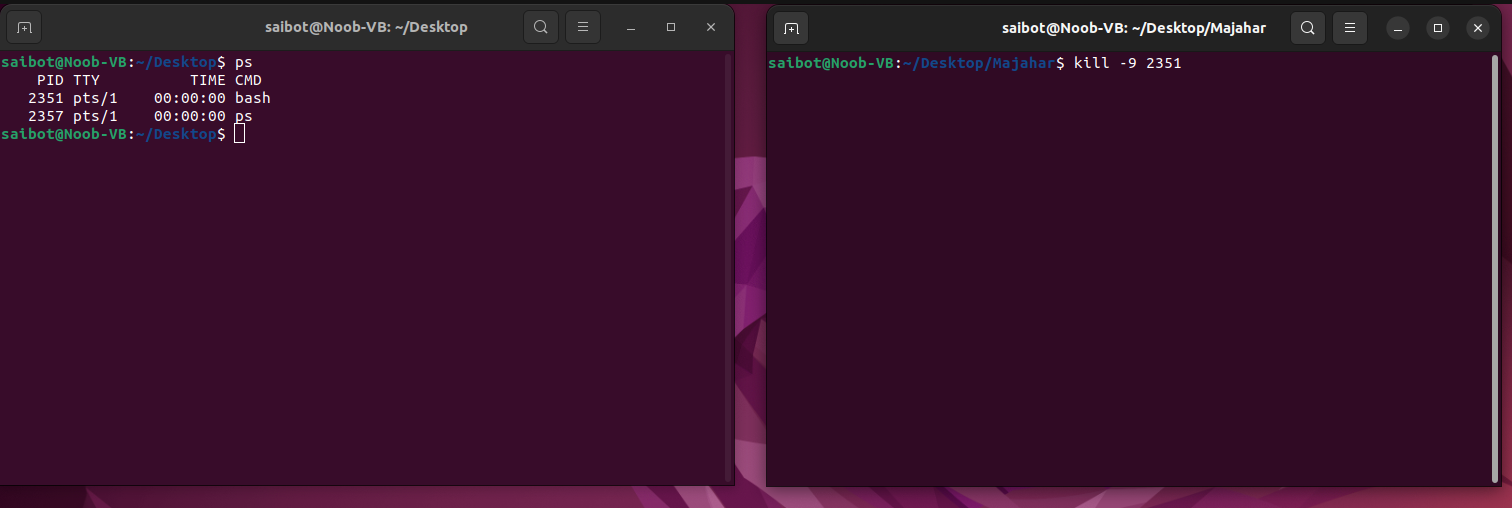 saibot@Noob-VB: ~/Desktop
saibot@Noob-VB:~/Desktop$ ps
    PID TTY          TIME CMD
   2351 pts/1    00:00:00 bash
   2357 pts/1    00:00:00 ps
saibot@Noob-VB:~/Desktop$
saibot@Noob-VB: ~/Desktop/Majahar
saibot@Noob-VB:~/Desktop/Majahar$ kill -9 2351